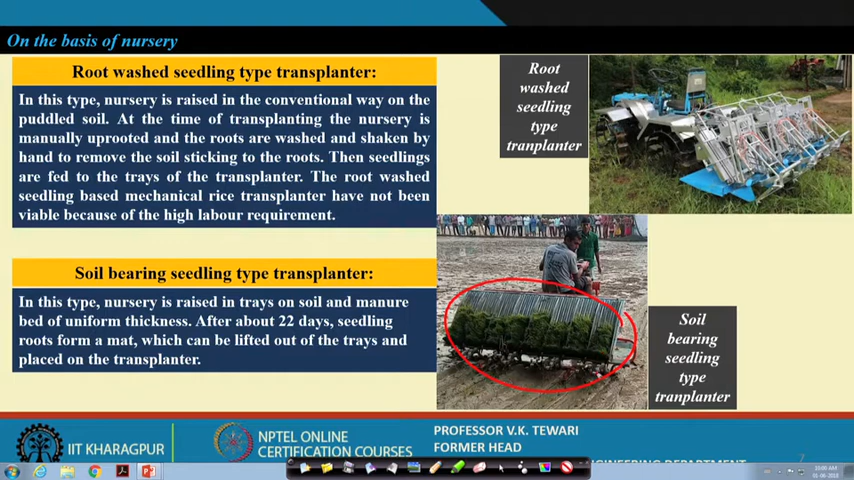 On the basis of nursery
Root washed seedling type transplanter:
In this type, nursery is raised in the conventional way on the
puddled soil. At the time of transplanting the nursery is
manually uprooted and the roots are washed and shaken by
hand to remove the soil sticking to the roots. Then seedlings
are fed to the trays of the transplanter. The root washed
seedling based mechanical rice transplanter have not been
viable because of the high labour requirement.
Root
washed
seedling
type
tranplanter
Soil bearing seedling type transplanter:
In this type, nursery is raised in trays on soil and manure
bed of uniform thickness. After about 22 days, seedling
roots form a mat, which can be lifted out of the trays and
placed on the transplanter.
Soil
bearing
seedling
type
tranplanter
IIT KHARAGPUR
NPTEL ONLINE
CERTIFICATION COURSES
PROFESSOR V.K. TEWARI
FORMER HEAD
ENGINEERING DEPARTMENT
7